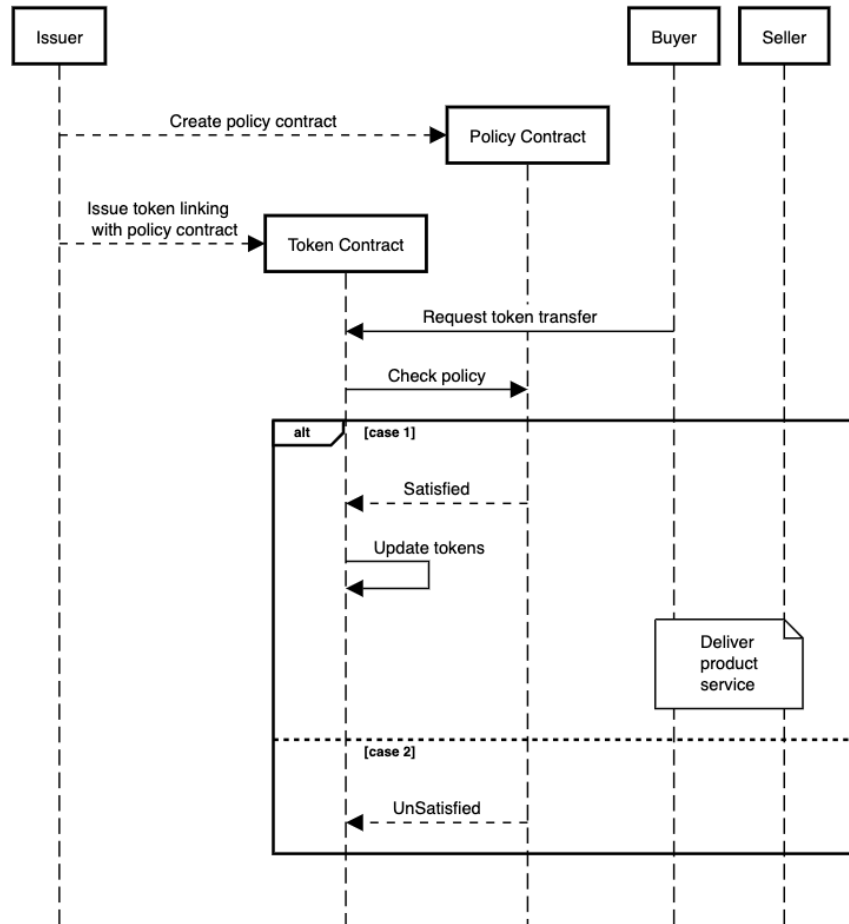 Issuer
Buyer
Seller
Create policy contract
Policy Contract
Issue token linking
with policy contract
Token Contract
Request token transfer
Check policy
alt
[case 1]
Satisfied
Update tokens
Deliver
product
service
[case 2]
UnSatisfied